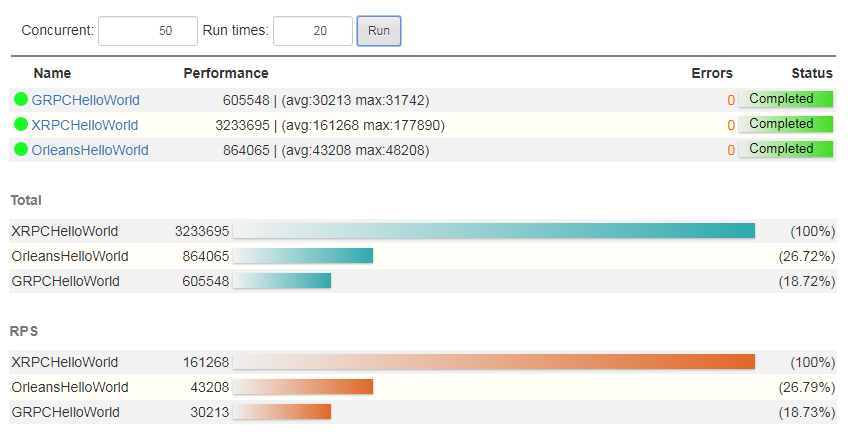 Concurrent: 50 Run times: 20 Run
Name Performance Errors Status
GRPCHelloWorld 605548 | (avg:30213 max:31742) 0 Completed
XRPCHelloWorld 3233695 | (avg:161268 max:177890) 0 Completed
OrleansHelloWorld 864065 | (avg:43208 max:48208) 0 Completed
Total
XRPCHelloWorld 3233695 (100%)
OrleansHelloWorld 864065 (26.72%)
GRPCHelloWorld 605548 (18.72%)
RPS
XRPCHelloWorld 161268 (100%)
OrleansHelloWorld 43208 (26.79%)
GRPCHelloWorld 30213 (18.73%)